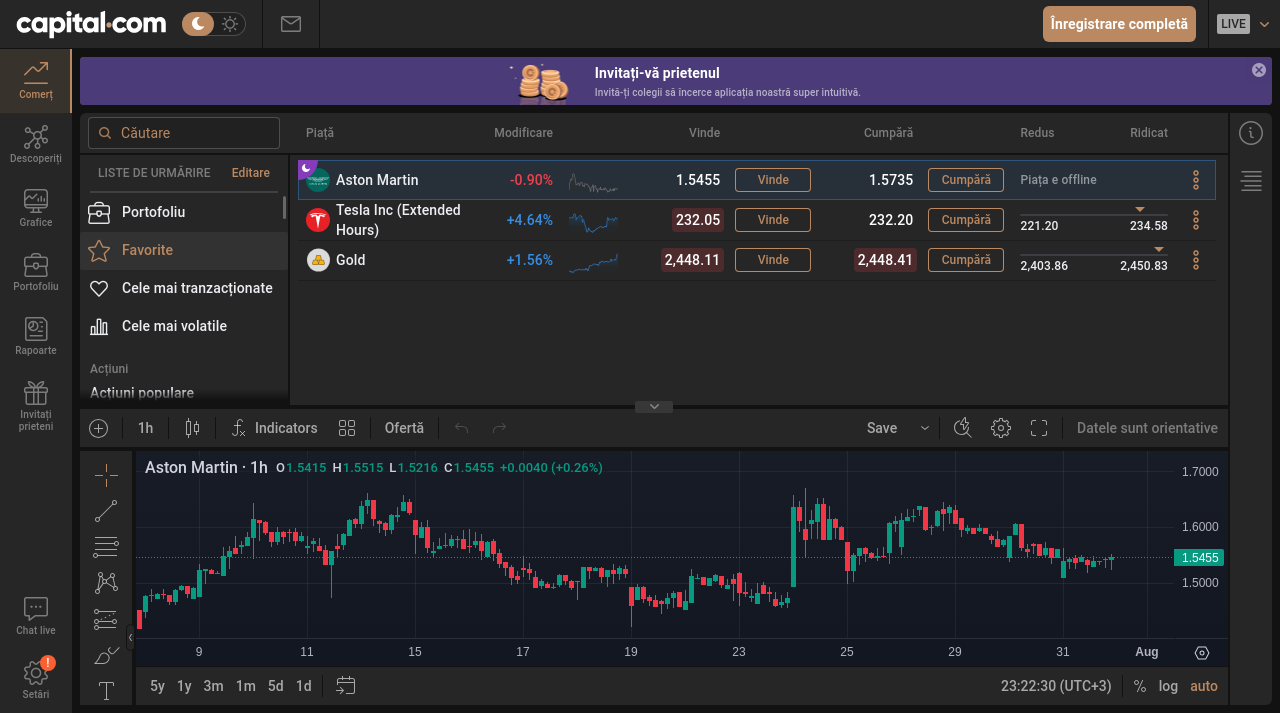 capital.com
Înregistrare completă
LIVE
Invitați-vă prietenul
Invită-ți colegii să încerce aplicația noastră super intuitivă.
Comerț
Descoperiți
Grafice
Portofoliu
Rapoarte
Invitați
prieteni
Chat live
!
Setări
Căutare
Piață
Modificare
Vinde
Cumpără
Redus
Ridicat
LISTE DE URMĂRIRE
Editare
Portofoliu
Favorite
Cele mai tranzacționate
Cele mai volatile
Acțiuni
Acțiuni populare
Aston Martin
-0.90%
1.5455
Vinde
1.5735
Cumpără
Piața e offline
Tesla Inc (Extended
Hours)
+4.64%
232.05
Vinde
232.20
Cumpără
221.20
234.58
Gold
+1.56%
2,448.11
Vinde
2,448.41
Cumpără
2,403.86
2,450.83
1h
Indicators
Ofertă
Save
Datele sunt orientative
Aston Martin · 1h O1.5415 H1.5515 L1.5216 C1.5455 +0.0040 (+0.26%)
1.7000
1.6000
1.5455
1.5000
9
11
15
17
19
23
25
29
31
Aug
5y
1y
3m
1m
5d
1d
23:22:30 (UTC+3)
%
log
auto